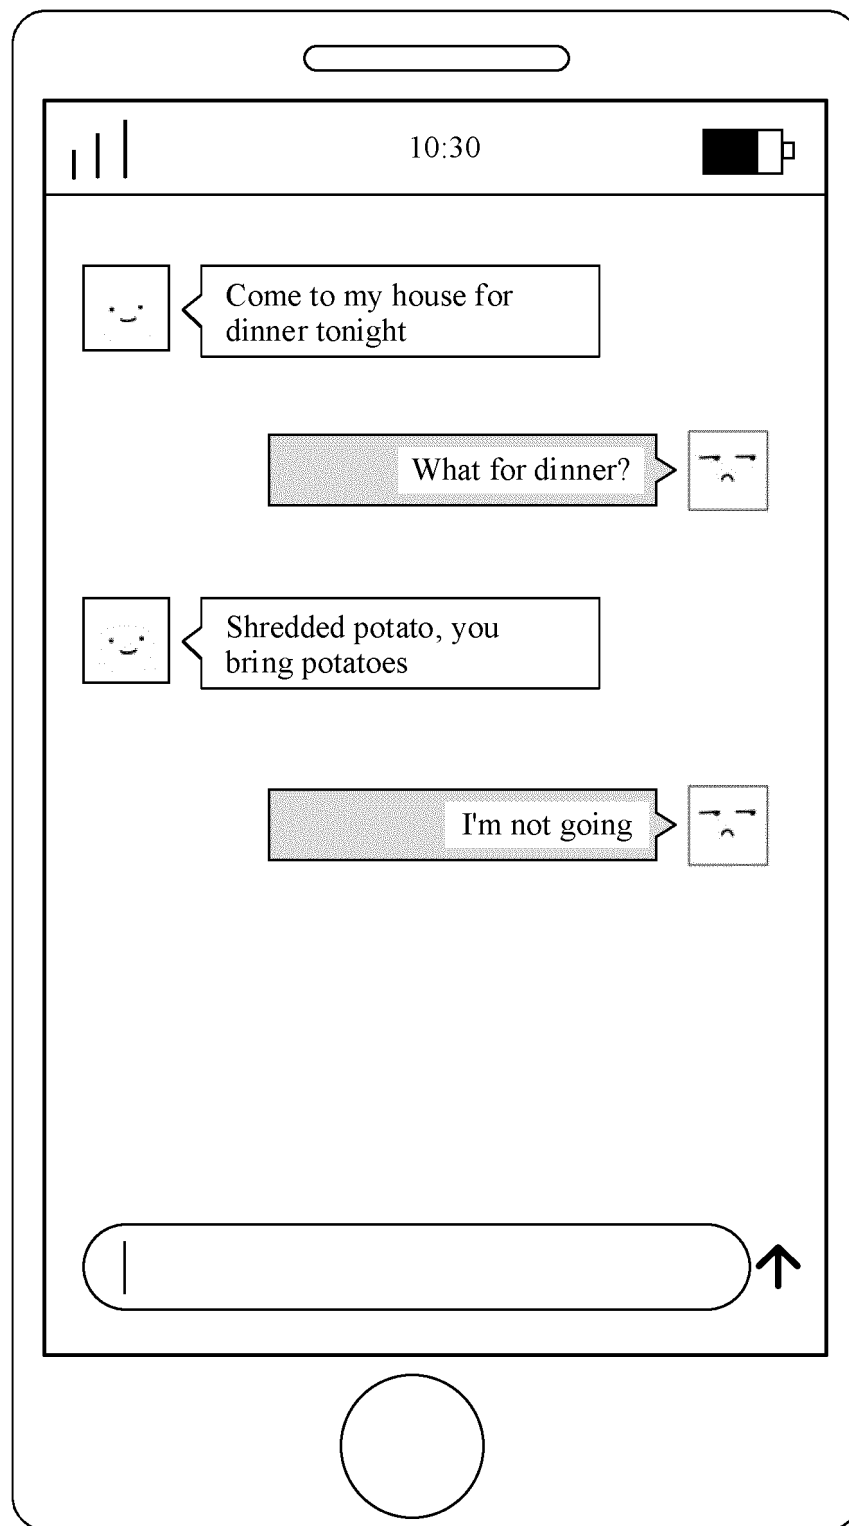 10:30
Come to my house for
dinner tonight
What for dinner?
Shredded potato, you
bring potatoes
I'm not going